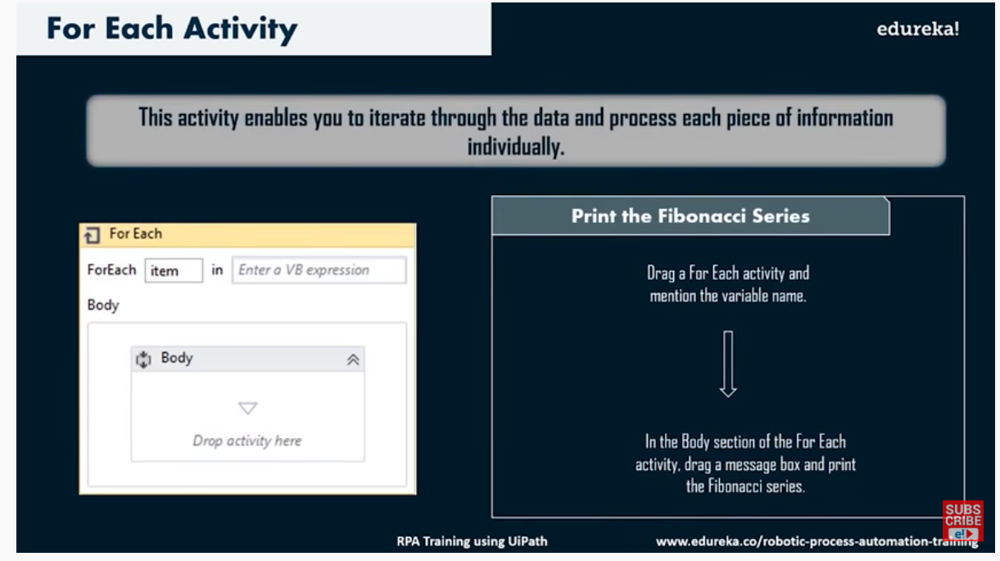 For Each Activity
edureka!
This activity enables you to iterate through the data and process each piece of information
individually.
For Each
ForEach item in Enter a VB expression
Body
Body
Drop activity here
Print the Fibonacci Series
Drag a For Each activity and
mention the variable name.
In the Body section of the For Each
activity, drag a message box and print
the Fibonacci series.
SUBS
CRIBE
e!
RPA Training using UiPath
www.edureka.co/robotic-process-automation-training